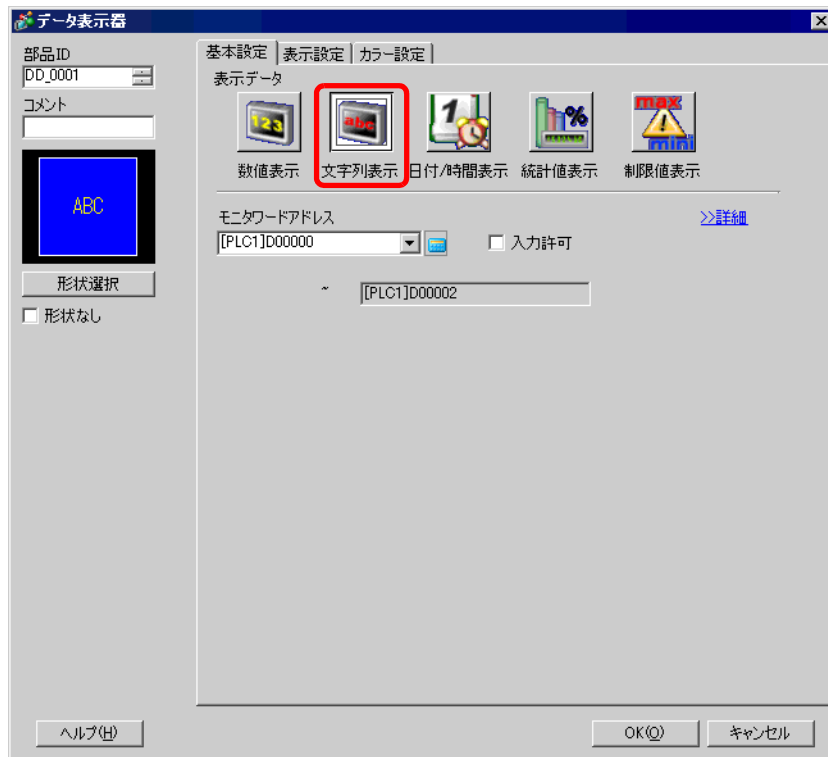 データ表示器
部品ID
DD_0001
コメント
ABC
形状選択
形状なし
基本設定 表示設定 カラー設定
表示データ
123 abc 1 % max mini
数値表示 文字列表示 日付/時間表示 統計値表示 制限値表示
モニタワードアドレス >>詳細
[PLC1]D00000 入力許可
~ [PLC1]D00002
ヘルプ(H) OK(O) キャンセル